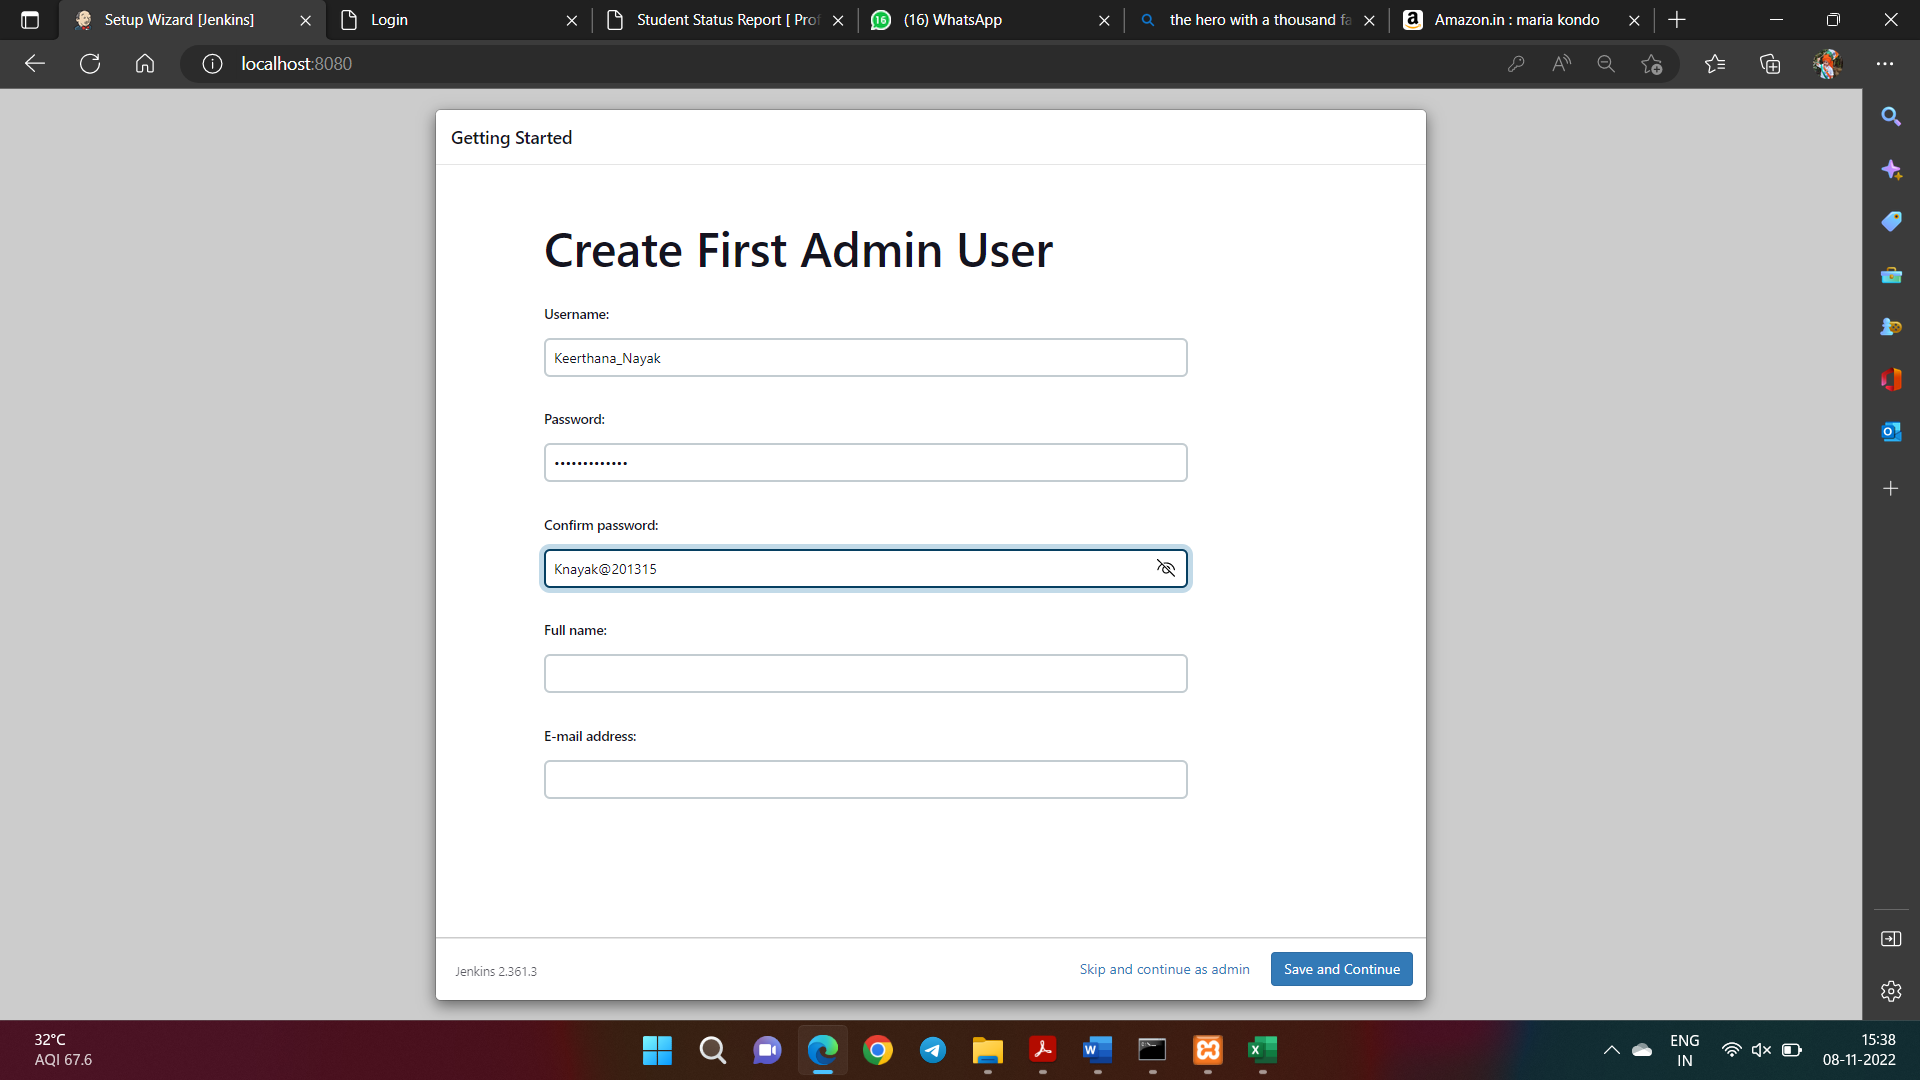 Setup Wizard [Jenkins]
Login
Student Status Report [ Prof
16
(16) WhatsApp
the hero with a thousand fa
a
Amazon.in : maria kondo
localhost:8080
Getting Started
Create First Admin User
Username:
Keerthana_Nayak
Password:
•••••••••••••
Confirm password:
Knayak@201315
Full name:
E-mail address:
Jenkins 2.361.3
Skip and continue as admin
Save and Continue
32°C
AQI 67.6
ENG
IN
15:38
08-11-2022